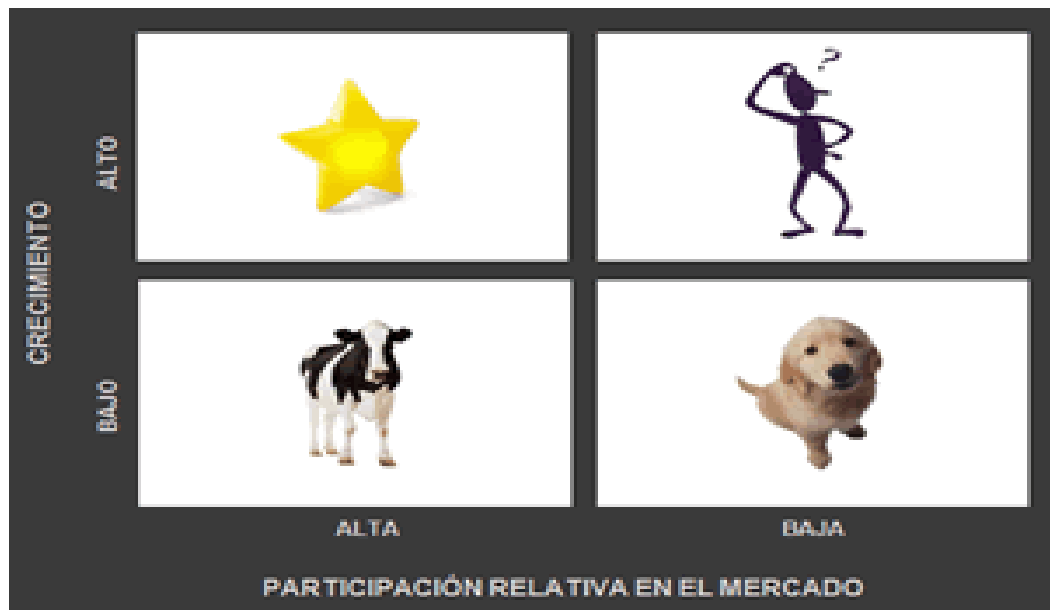 CRECIMIENTO
ALTO
?
BAJO
ALTA
BAJA
PARTICIPACIÓN RELATIVA EN EL MERCADO